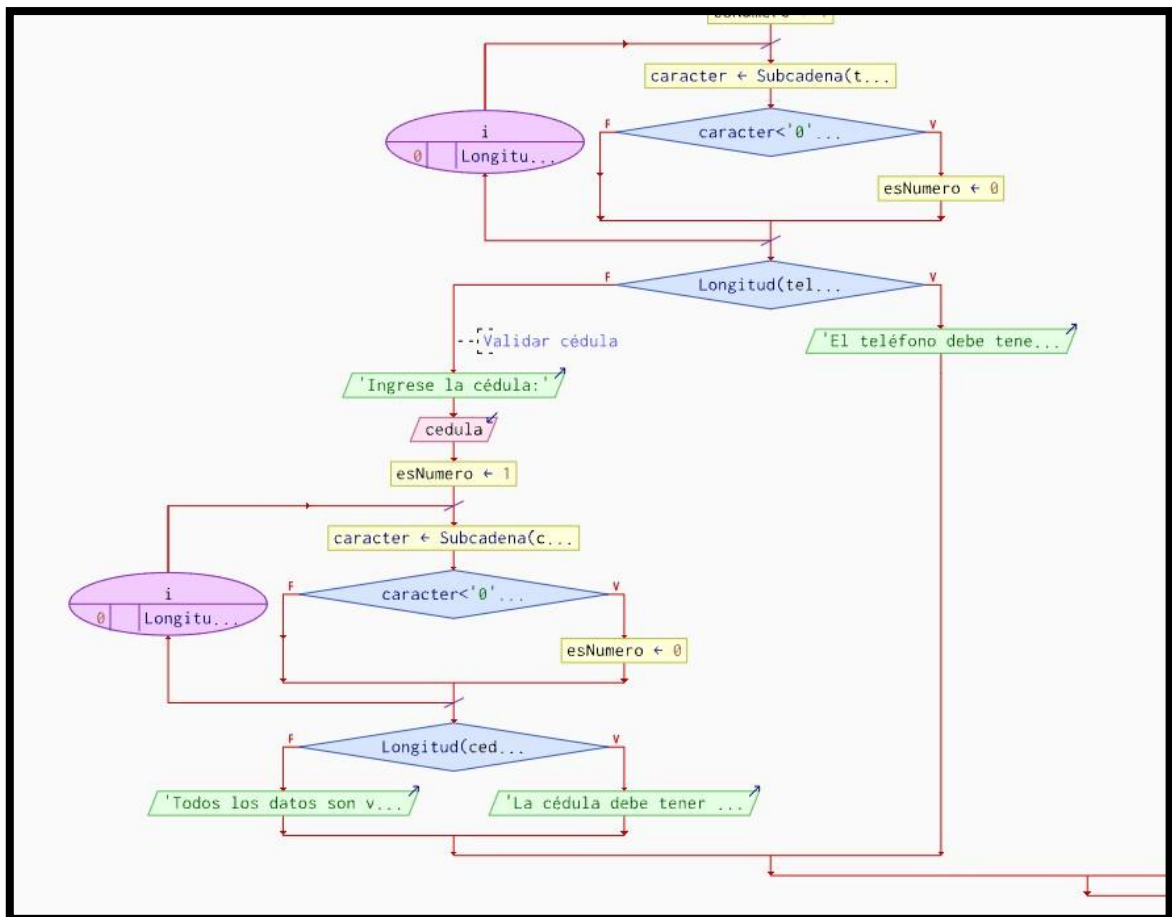 esNumero ← 1
caracter ← Subcadena(t...
i
0 Longitu...
F
caracter<'0'...
V
esNumero ← 0
F
Longitud(tel...
V
Validar cédula
'El teléfono debe tene...
'Ingrese la cédula:'
cedula
esNumero ← 1
caracter ← Subcadena(c...
i
0 Longitu...
F
caracter<'0'...
V
esNumero ← 0
F
Longitud(ced...
V
'Todos los datos son v...
'La cédula debe tener ...